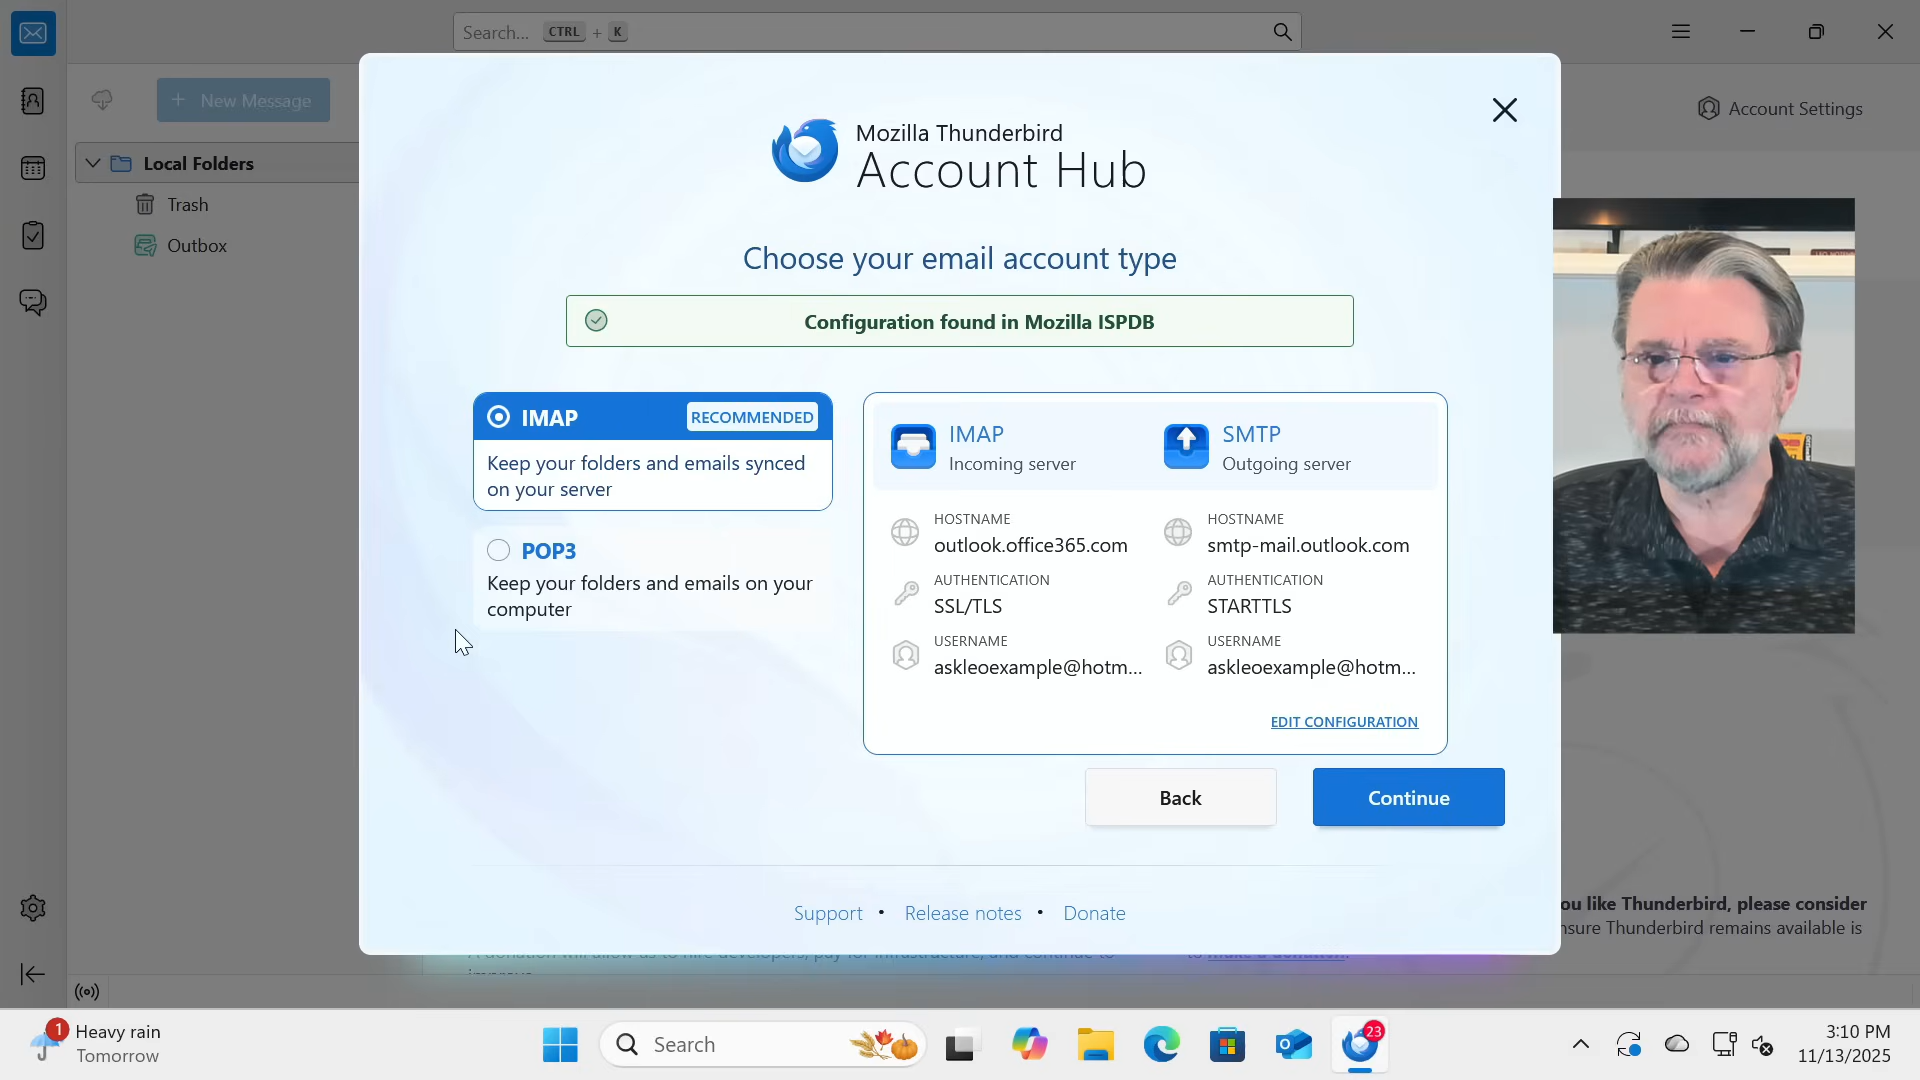 Search... CTRL + K
New Message
Account Settings
Local Folders
Trash
Outbox
Mozilla Thunderbird
Account Hub
Choose your email account type
Configuration found in Mozilla ISPDB
IMAP RECOMMENDED
Keep your folders and emails synced
on your server
POP3
Keep your folders and emails on your
computer
IMAP
Incoming server
SMTP
Outgoing server
HOSTNAME
outlook.office365.com
HOSTNAME
smtp-mail.outlook.com
AUTHENTICATION
SSL/TLS
AUTHENTICATION
STARTTLS
USERNAME
askleoexample@hotm...
USERNAME
askleoexample@hotm...
EDIT CONFIGURATION
Back
Continue
Support • Release notes • Donate
ou like Thunderbird, please consider
nsure Thunderbird remains available is
1
Heavy rain
Tomorrow
Search
23
3:10 PM
11/13/2025